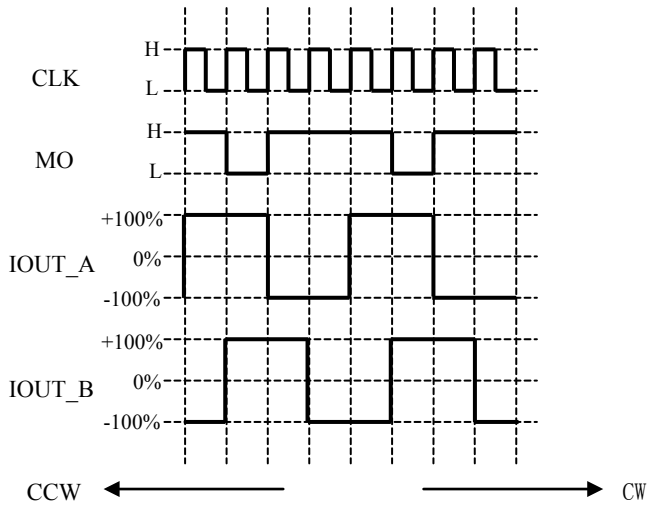 CLK
H
L
MO
H
L
IOUT_A
+100%
0%
-100%
IOUT_B
+100%
0%
-100%
CCW
CW